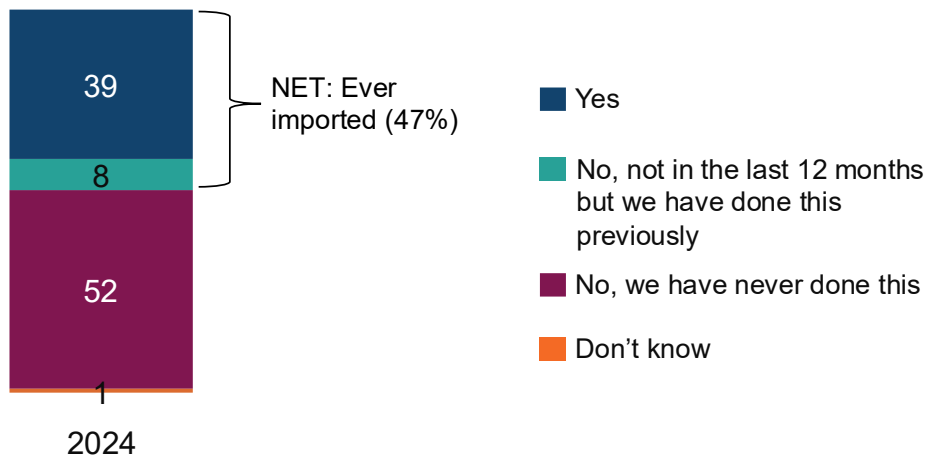 39
8
52
1
2024
NET: Ever
imported (47%)
Yes
No, not in the last 12 months
but we have done this
previously
No, we have never done this
Don’t know